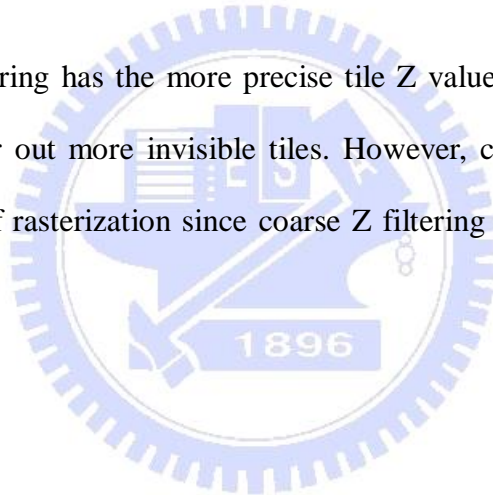 ring has the more precise tile Z value
r out more invisible tiles. However, c
f rasterization since coarse Z filtering
E S A
1896